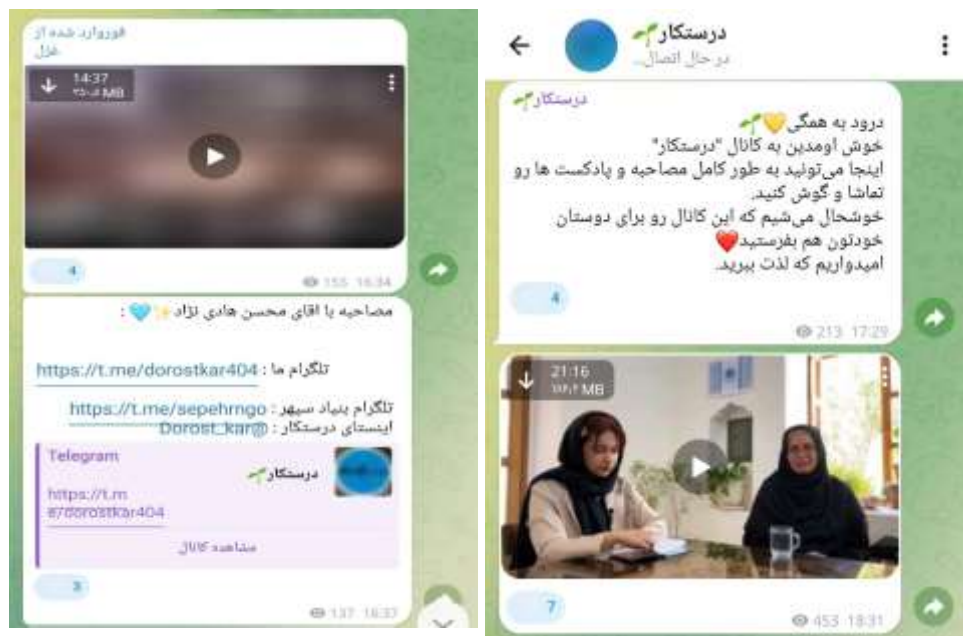 فوروارد شده از
غزل
14:37
4
155 16:34
مصاحبه با اقای محسن هادی نژاد✨🩵 :
تلگرام ما : https://t.me/dorostkar404
تلگرام بنیاد سپهر : https://t.me/sepehrngo
اینستای درستکار : @Dorost_kar
Telegram
درستکار🌱
https://t.m
e/dorostkar404
مشاهده کانال
3
137 16:37
درستکار🌱
در حال اتصال...
درستکار🌱
درود به همگی💛🌱
خوش اومدین به کانال "درستکار"
اینجا می‌تونید به طور کامل مصاحبه و پادکست ها رو
تماشا و گوش کنید.
خوشحال می‌شیم که این کانال رو برای دوستان
خودتون هم بفرستید❤️
امیدواریم که لذت ببرید.
4
213 17:29
21:16
7
453 18:31